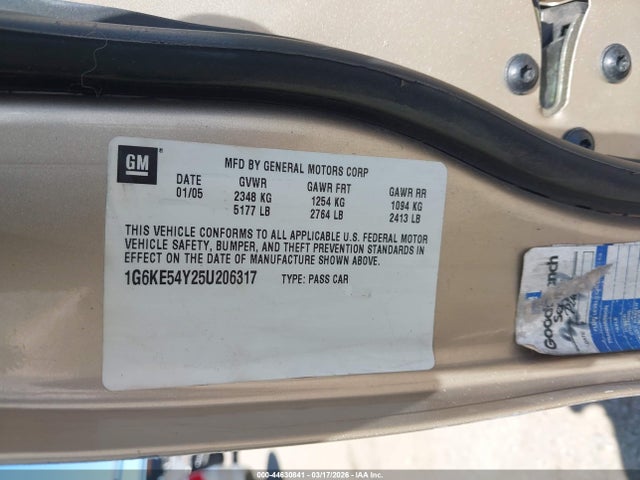 GM
MFD BY GENERAL MOTORS CORP
DATE GVWR GAWR FRT GAWR RR
01/05 2348 KG 1254 KG 1094 KG
5177 LB 2764 LB 2413 LB
THIS VEHICLE CONFORMS TO ALL APPLICABLE U.S. FEDERAL MOTOR
VEHICLE SAFETY, BUMPER, AND THEFT PREVENTION STANDARDS IN
EFFECT ON THE DATE OF MANUFACTURE SHOWN ABOVE.
1G6KE54Y25U206317 TYPE: PASS CAR
000-44630841 - 03/17/2026 - IAAI.COM